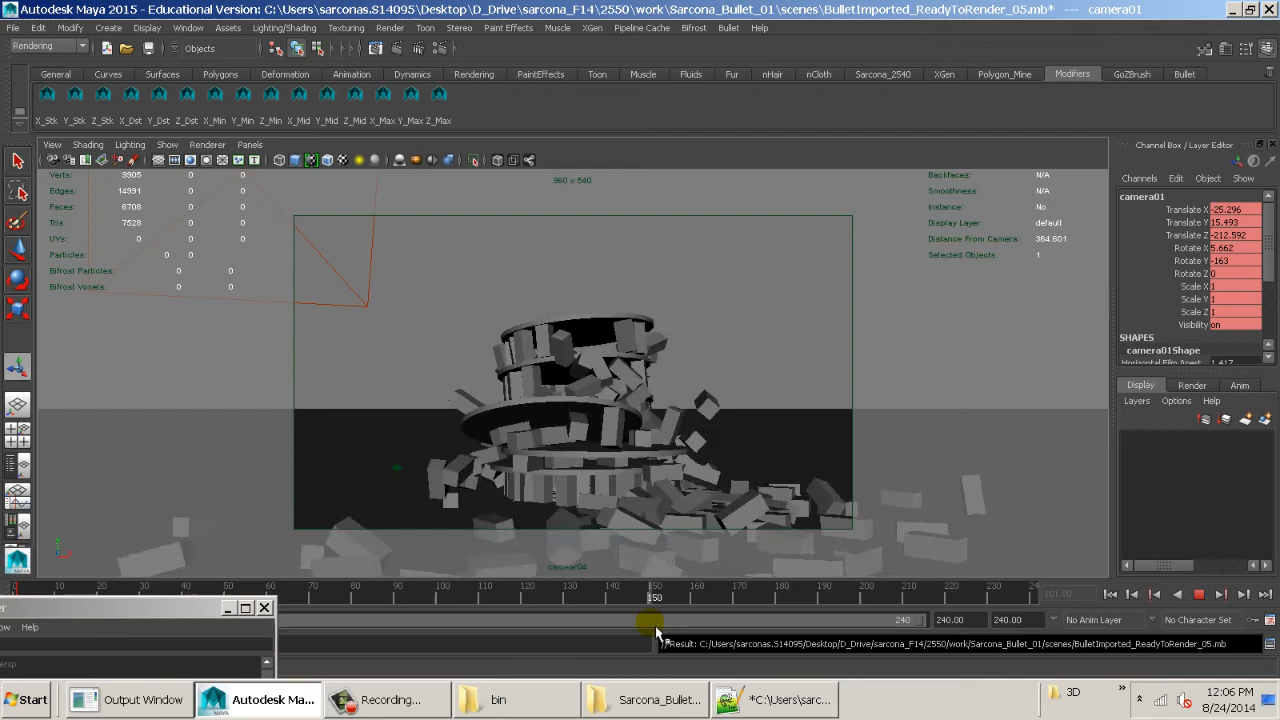 Autodesk Maya 2015 - Educational Version: C:\Users\sarconas.S14095\Desktop\D_Drive\sarcona_F14\2550\work\Sarcona_Bullet_01\scenes\BulletImported_ReadyToRender_05.mb* --- camera01
File Edit Modify Create Display Window Assets Lighting/Shading Texturing Render Toon Stereo Paint Effects Muscle XGen Pipeline Cache Bifrost Bullet Help
Rendering Objects
General Curves Surfaces Polygons Deformation Animation Dynamics Rendering PaintEffects Toon Muscle Fluids Fur nHair nCloth Sarcona_2540 XGen Polygon_Mine Modifiers GoZBrush Bullet
X_Stk Y_Stk Z_Stk X_Dst Y_Dst Z_Dst X_Min Y_Min Z_Min X_Mid Y_Mid Z_Mid X_Max Y_Max Z_Max
View Shading Lighting Show Renderer Panels
Channel Box / Layer Editor
Channels Edit Object Show
Verts: 9905 0 0
Edges: 14991 0 0
Faces: 6708 0 0
Tris: 7528 0 0
UVs: 0 0 0
Particles: 0 0
Bifrost Particles: 0 0
Bifrost Voxels: 0 0
960 x 540
Backfaces: N/A
Smoothness: N/A
Instance: No
Display Layer: default
Distance From Camera: 364.601
Selected Objects: 1
camera01
Translate X -25.296
Translate Y 15.493
Translate Z -212.592
Rotate X 5.662
Rotate Y -163
Rotate Z 0
Scale X 1
Scale Y 1
Scale Z 1
Visibility on
SHAPES
camera01Shape
Horizontal Film Apert 1.417
Display Render Anim
Layers Options Help
camear04
10 20 30 40 50 60 70 80 90 100 110 120 130 140 150 160 170 180 190 200 210 220 230 24
150
101.00
240 240.00 240.00 No Anim Layer No Character Set
Help
// Result: C:/Users/sarconas.S14095/Desktop/D_Drive/sarcona_F14/2550/work/Sarcona_Bullet_01/scenes/BulletImported_ReadyToRender_05.mb
Start Output Window Autodesk Ma... Recording... bin Sarcona_Bullet... *C:\Users\sarc... 3D » 12:06 PM
8/24/2014